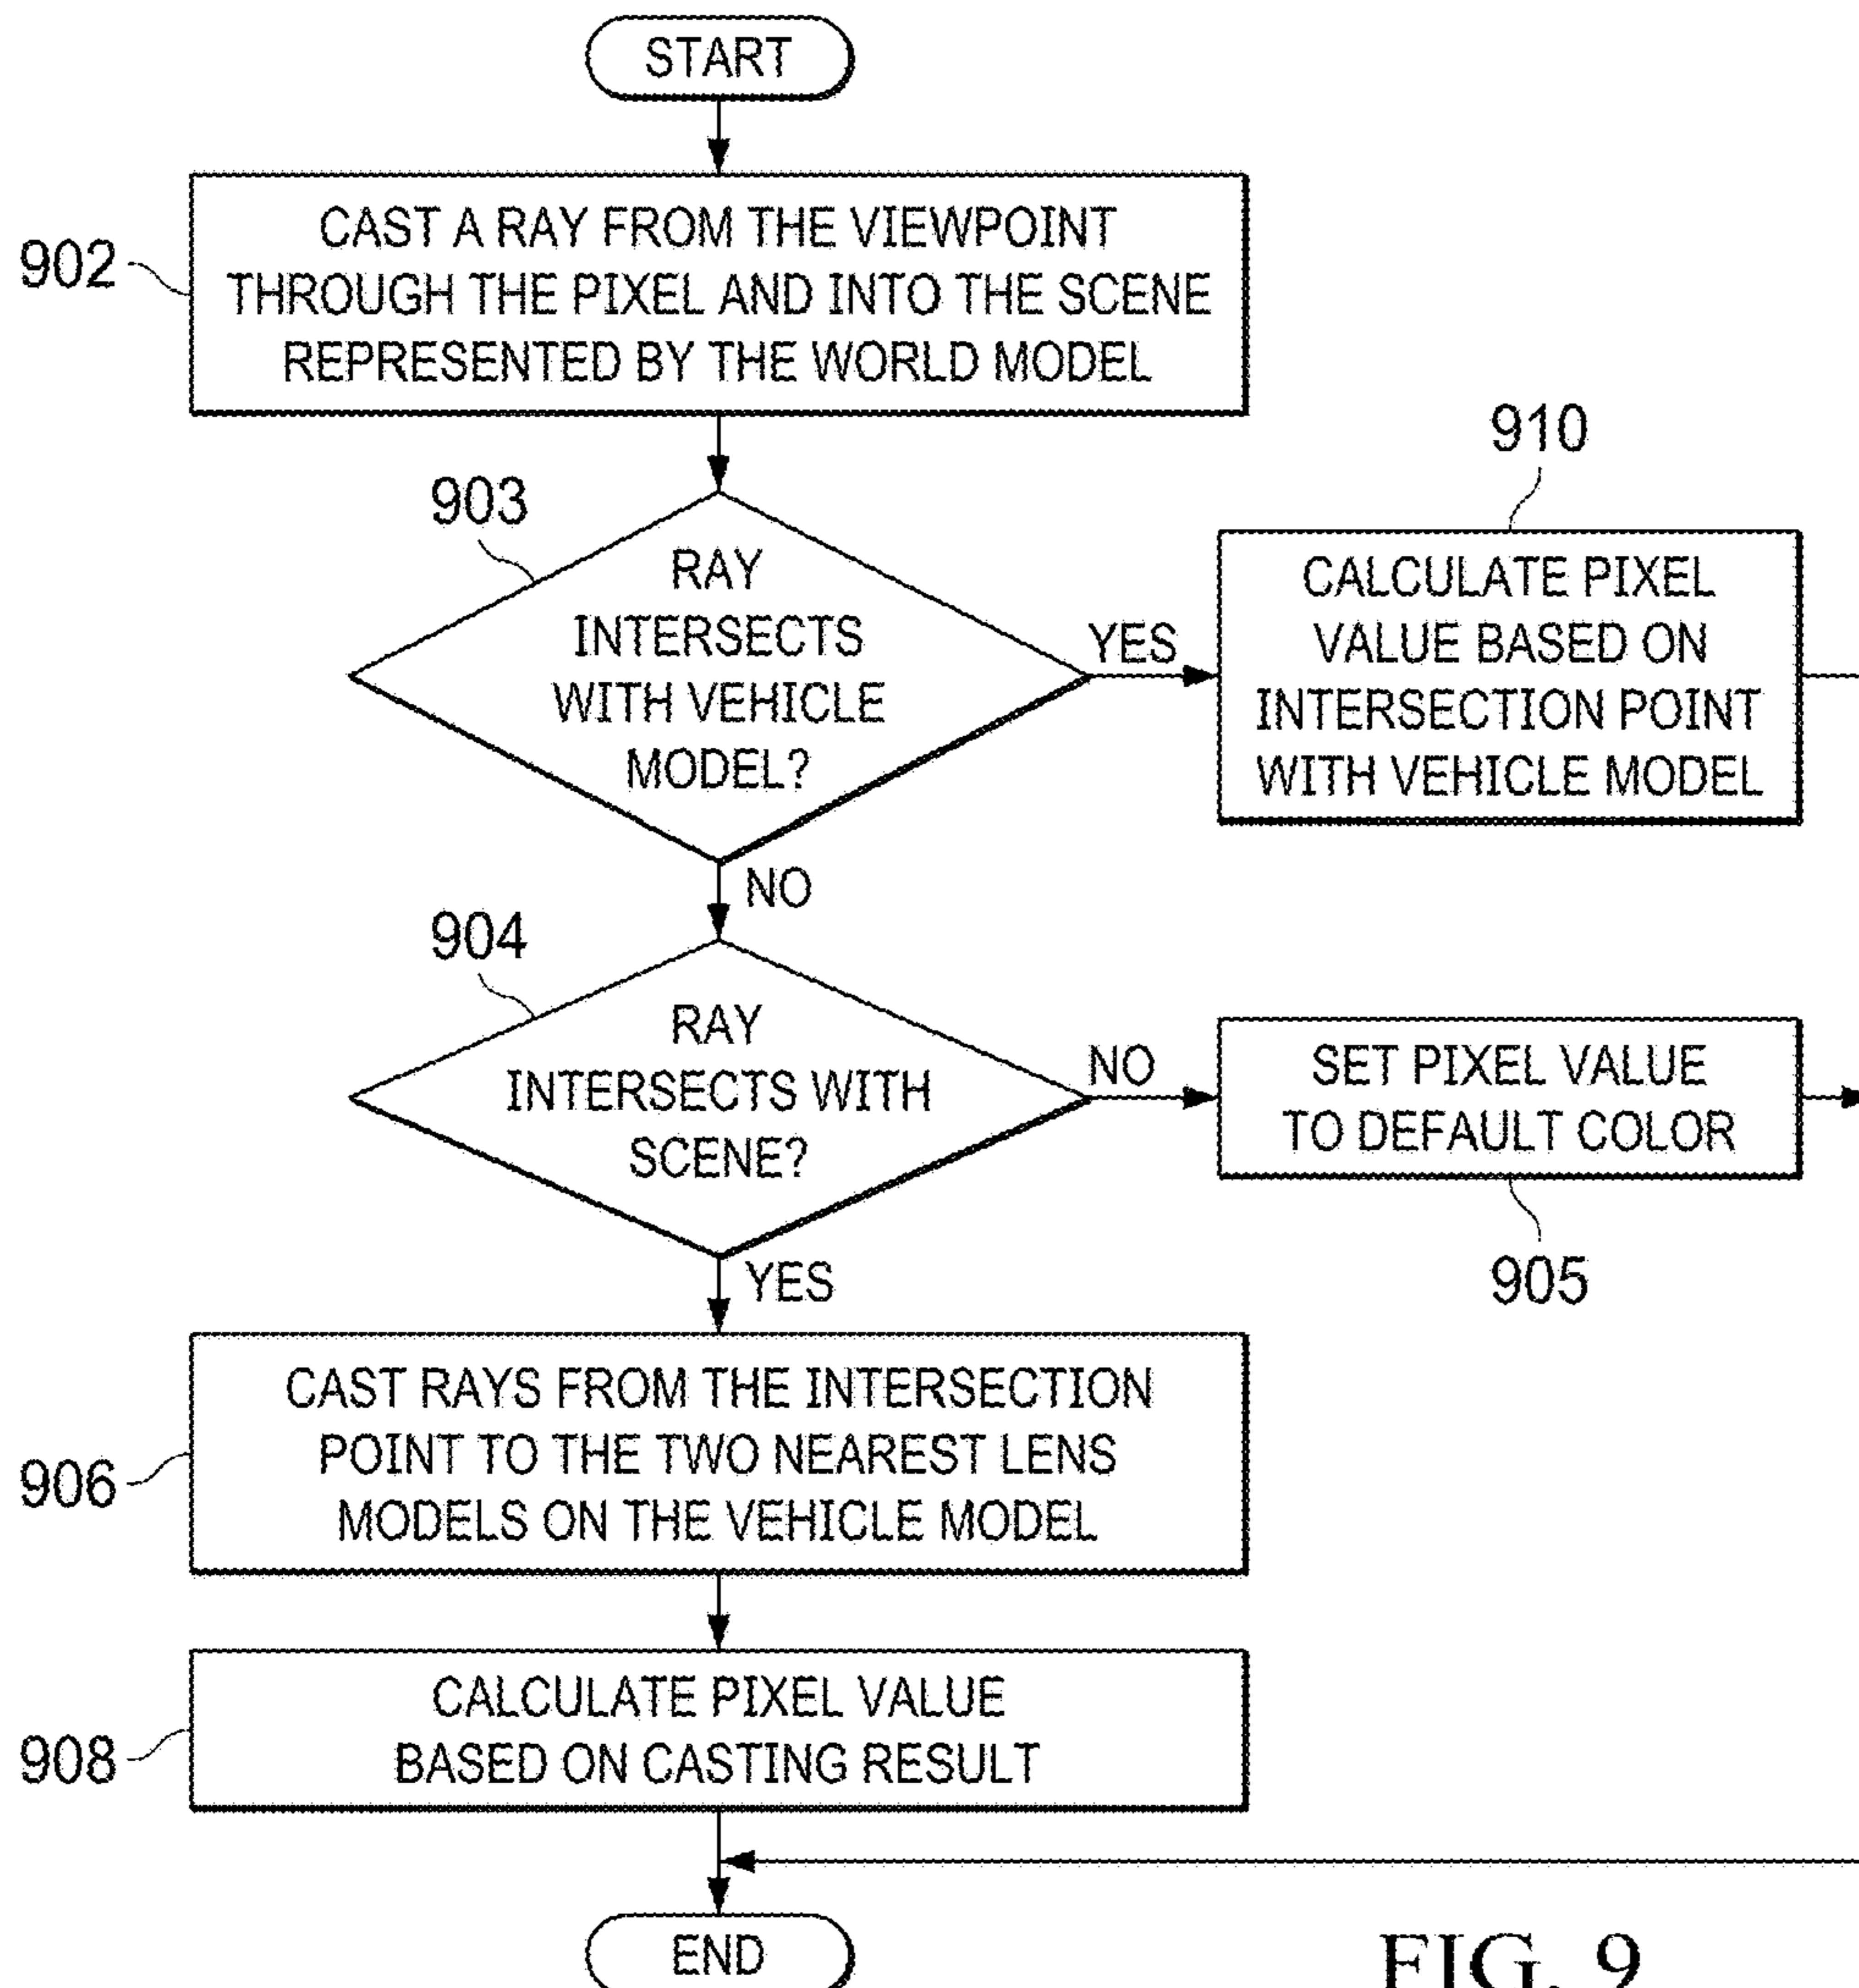 START
902
CAST A RAY FROM THE VIEWPOINT
THROUGH THE PIXEL AND INTO THE SCENE
REPRESENTED BY THE WORLD MODEL
903
RAY
INTERSECTS
WITH VEHICLE
MODEL?
YES
910
CALCULATE PIXEL
VALUE BASED ON
INTERSECTION POINT
WITH VEHICLE MODEL
NO
904
RAY
INTERSECTS WITH
SCENE?
NO
SET PIXEL VALUE
TO DEFAULT COLOR
905
YES
906
CAST RAYS FROM THE INTERSECTION
POINT TO THE TWO NEAREST LENS
MODELS ON THE VEHICLE MODEL
908
CALCULATE PIXEL VALUE
BASED ON CASTING RESULT
END
FIG. 9